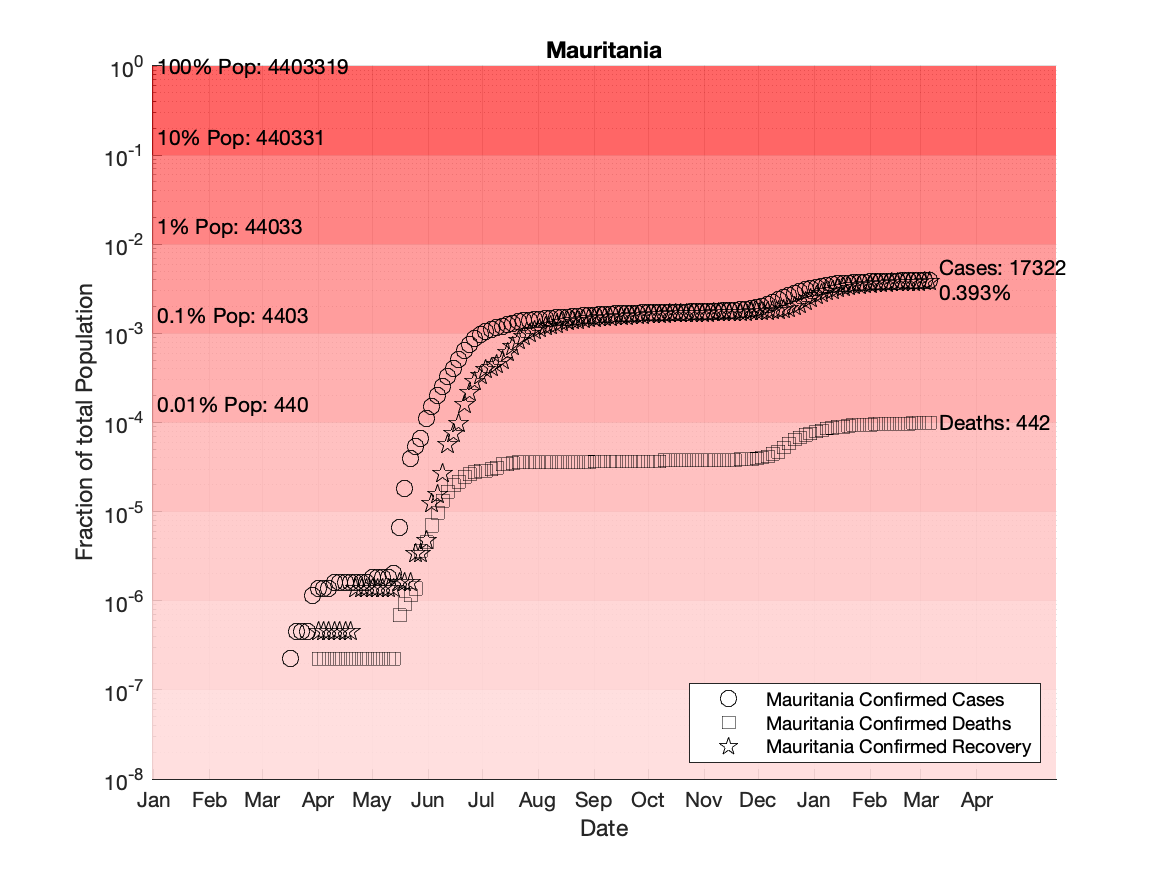 Mauritania
10^0
10^-1
10^-2
10^-3
10^-4
10^-5
10^-6
10^-7
10^-8
Fraction of total Population
100% Pop: 4403319
10% Pop: 440331
1% Pop: 44033
0.1% Pop: 4403
0.01% Pop: 440
Cases: 17322
0.393%
Deaths: 442
Mauritania Confirmed Cases
Mauritania Confirmed Deaths
Mauritania Confirmed Recovery
Jan Feb Mar Apr May Jun Jul Aug Sep Oct Nov Dec Jan Feb Mar Apr
Date